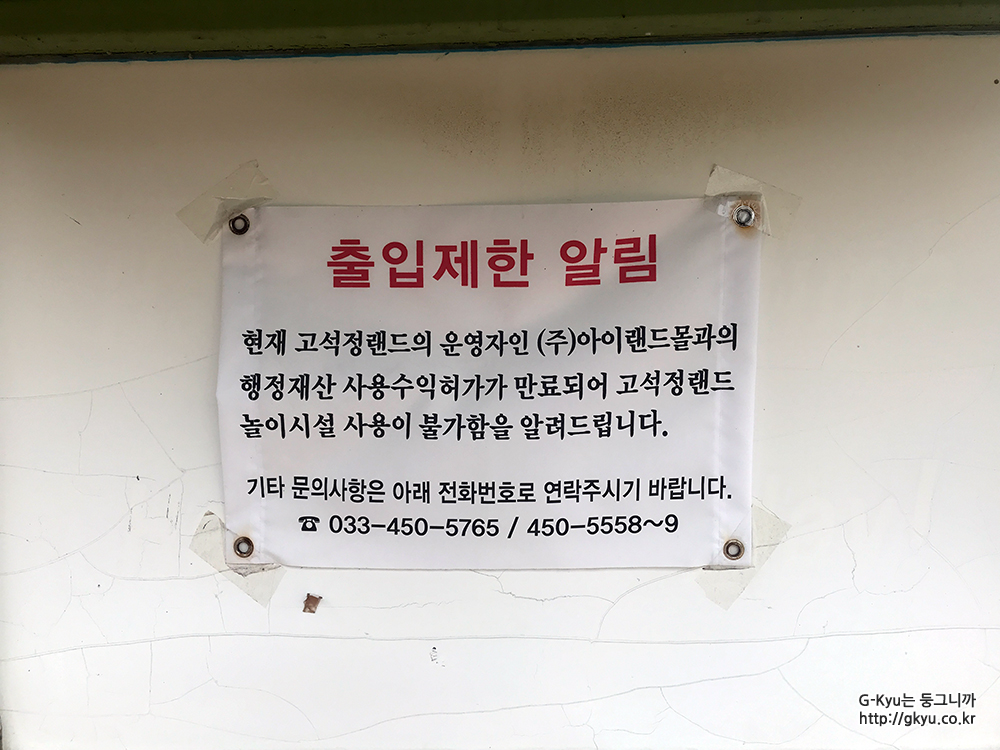 출입제한 알림
현재 고석정랜드의 운영자인 (주)아이랜드몰과의
행정재산 사용수익허가가 만료되어 고석정랜드
놀이시설 사용이 불가함을 알려드립니다.
기타 문의사항은 아래 전화번호로 연락주시기 바랍니다.
☎ 033-450-5765 / 450-5558~9
G-Kyu는 둥그니까
http://gkyu.co.kr